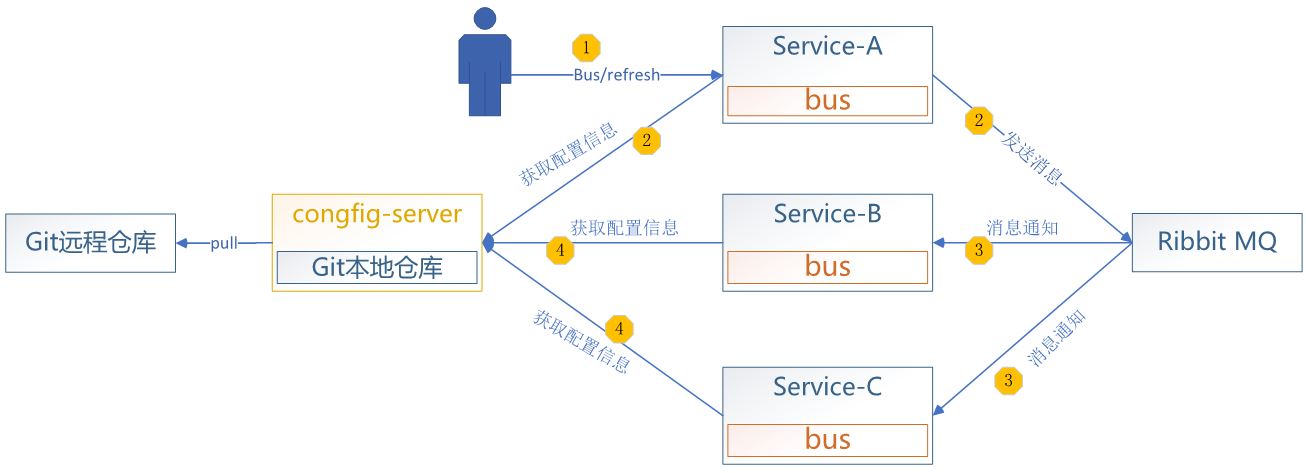 1
Bus/refresh
Service-A
bus
2
获取配置信息
2
发送消息
Git远程仓库
pull
congfig-server
Git本地仓库
获取配置信息
4
Service-B
bus
消息通知
3
Ribbit MQ
获取配置信息
4
Service-C
bus
消息通知
3